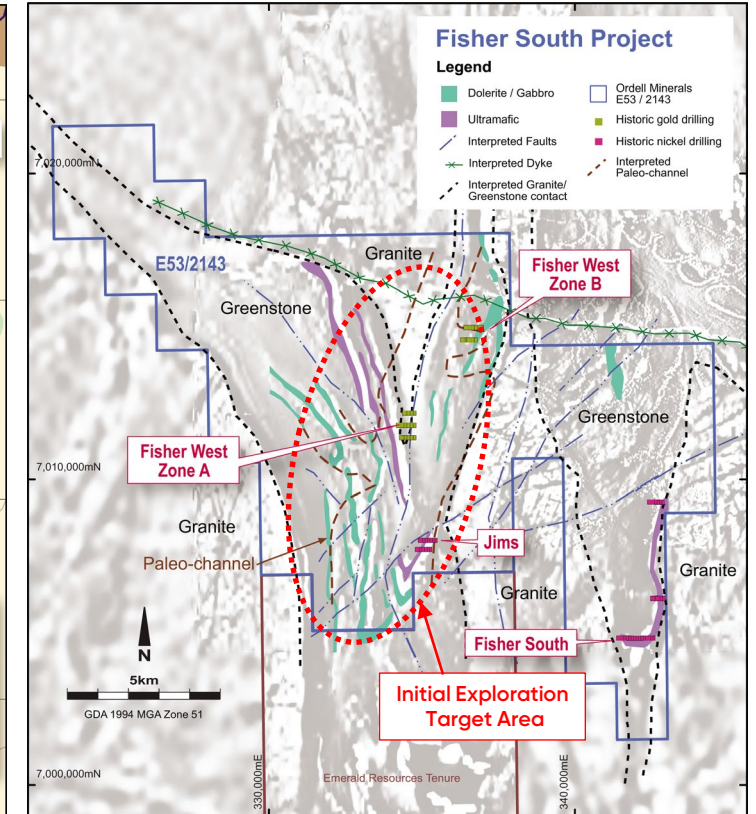 Fisher South Project
Legend
Dolerite / Gabbro
Ultramafic
Interpreted Faults
Interpreted Dyke
Interpreted Granite/
Greenstone contact
Ordell Minerals
E53 / 2143
Historic gold drilling
Historic nickel drilling
Interpreted
Paleo-channel
7,020,000mN
E53/2143
Granite
Fisher West
Zone B
Greenstone
Greenstone
Fisher West
Zone A
7,010,000mN
Granite
Jims
Paleo-channel
Granite
Granite
Fisher South
N
5km
GDA 1994 MGA Zone 51
Initial Exploration
Target Area
7,000,000mN
330,000mE
Emerald Resources Tenure
340,000mE